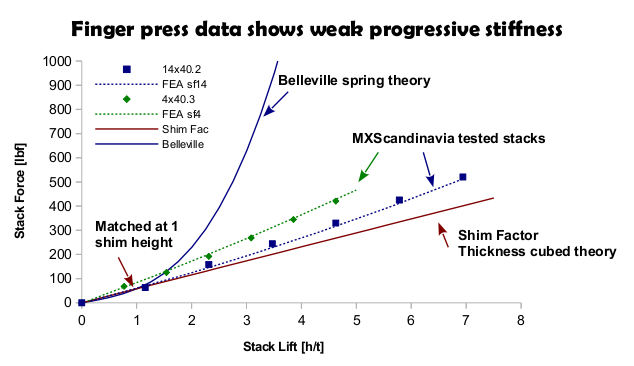 Finger press data shows weak progressive stiffness
1000
900
800
700
600
500
400
300
200
100
0
Stack Force [lbf]
14x40.2
FEA sf14
4x40.3
FEA sf4
Shim Fac
Belleville
Belleville spring theory
MXScandinavia tested stacks
Matched at 1
shim height
Shim Factor
Thickness cubed theory
0 1 2 3 4 5 6 7 8
Stack Lift [h/t]